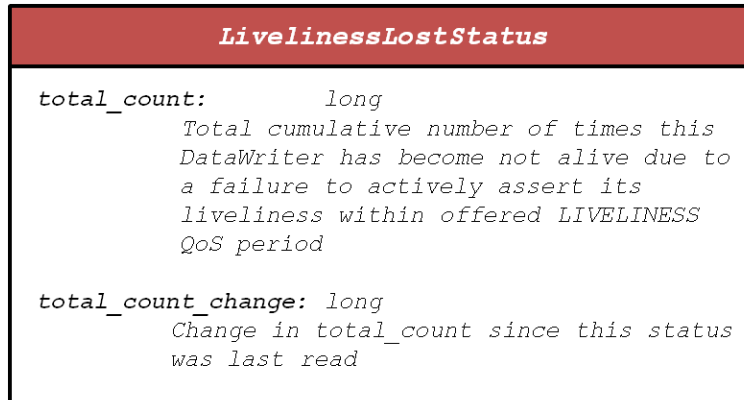 LivelinessLostStatus
total_count: long
Total cumulative number of times this
DataWriter has become not alive due to
a failure to actively assert its
liveliness within offered LIVELINESS
QoS period
total_count_change: long
Change in total_count since this status
was last read